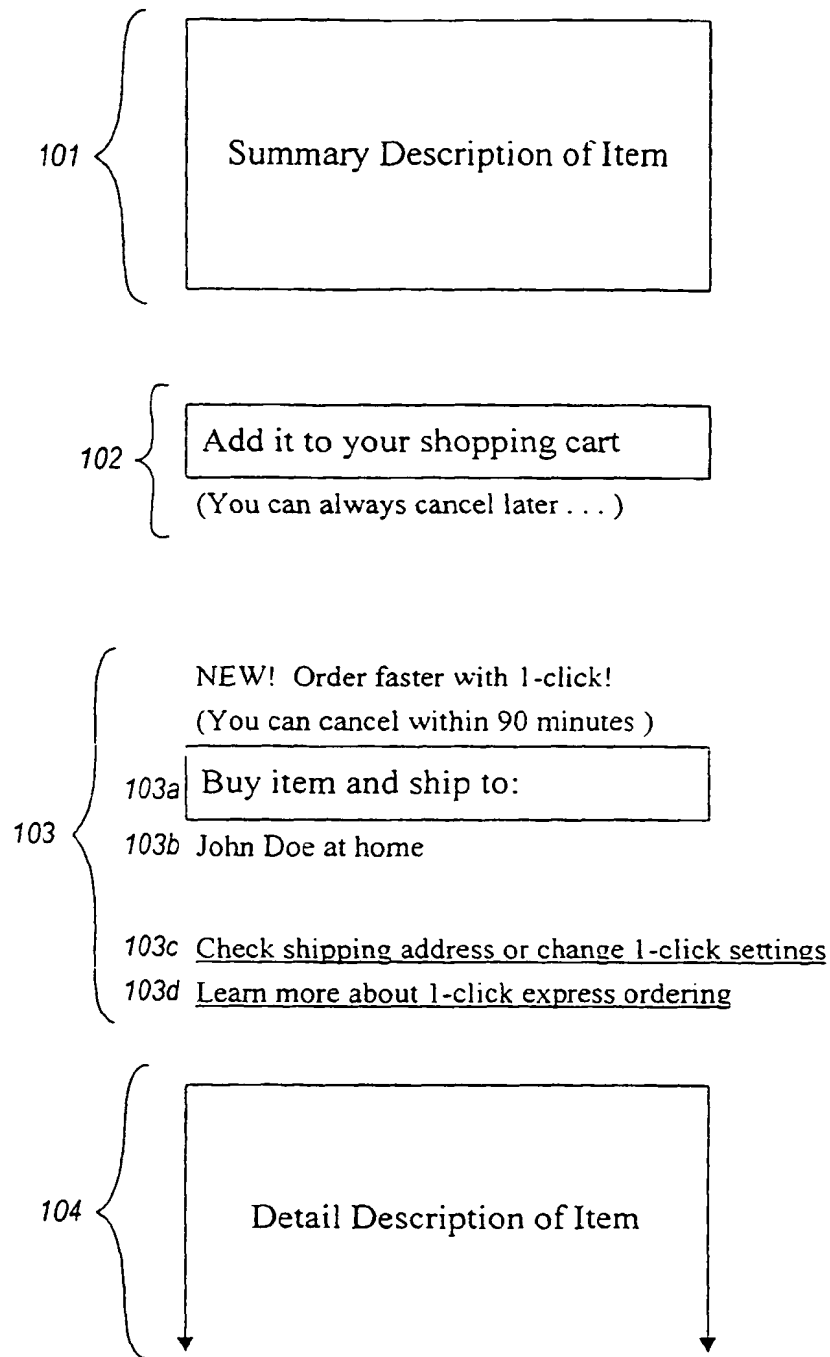 101 Summary Description of Item
102 Add it to your shopping cart
(You can always cancel later . . . )
NEW! Order faster with 1-click!
(You can cancel within 90 minutes )
103a Buy item and ship to:
103
103b John Doe at home
103c Check shipping address or change 1-click settings
103d Learn more about 1-click express ordering
104 Detail Description of Item